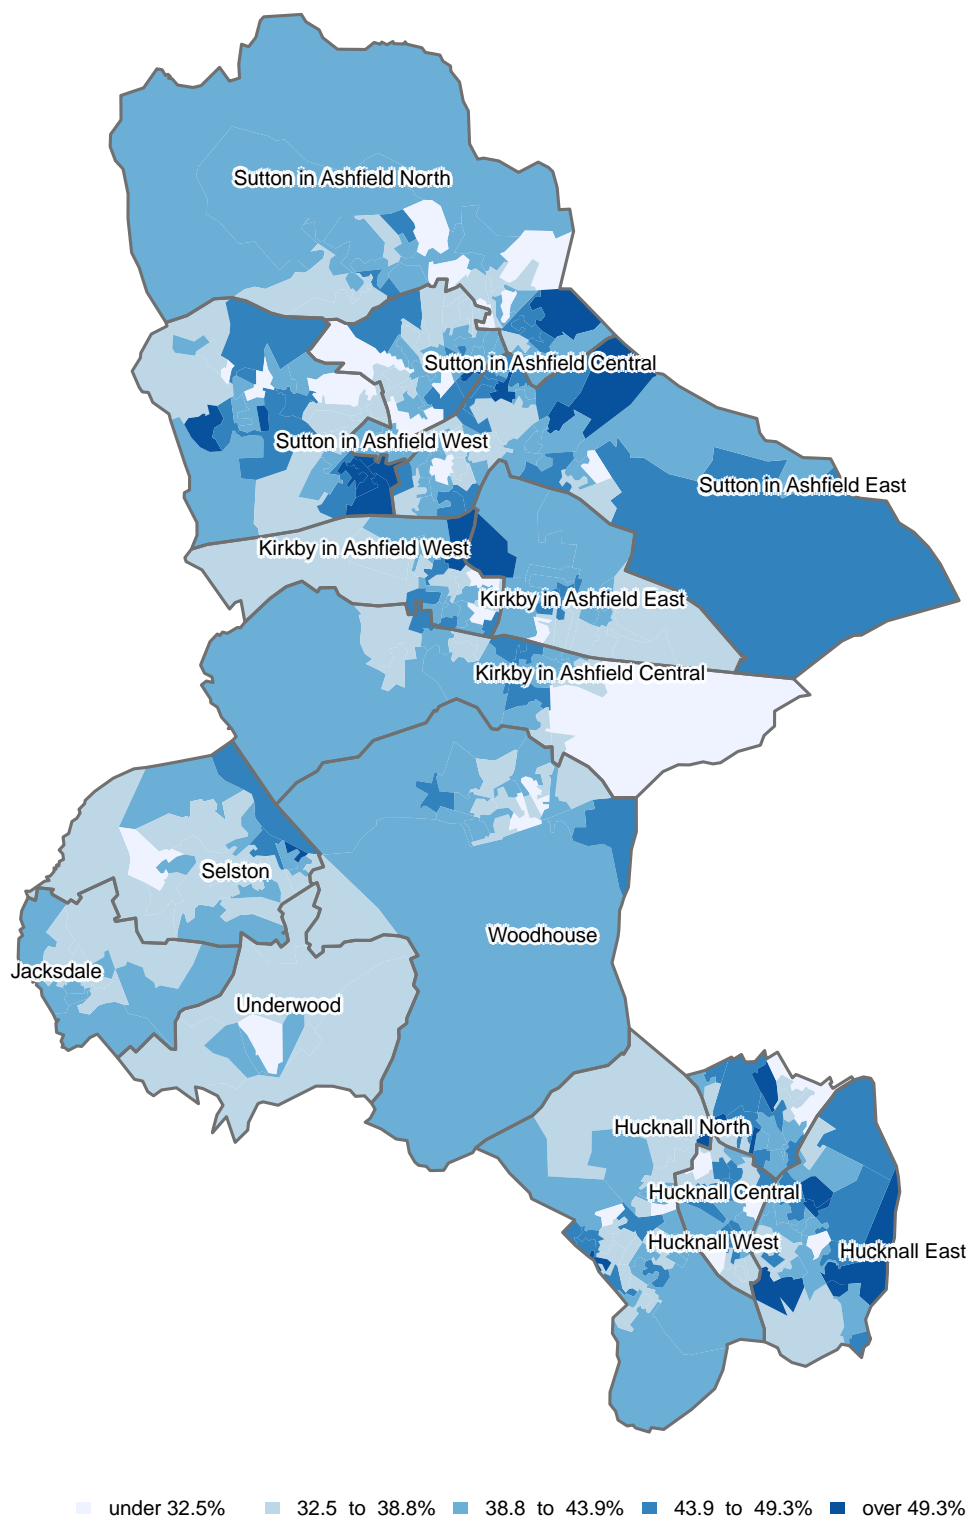 Sutton in Ashfield North
Sutton in Ashfield Central
Sutton in Ashfield West
Sutton in Ashfield East
Kirkby in Ashfield West
Kirkby in Ashfield East
Kirkby in Ashfield Central
Selston
Woodhouse
Jacksdale
Underwood
Hucknall North
Hucknall Central
Hucknall West
Hucknall East
under 32.5% 32.5 to 38.8% 38.8 to 43.9% 43.9 to 49.3% over 49.3%